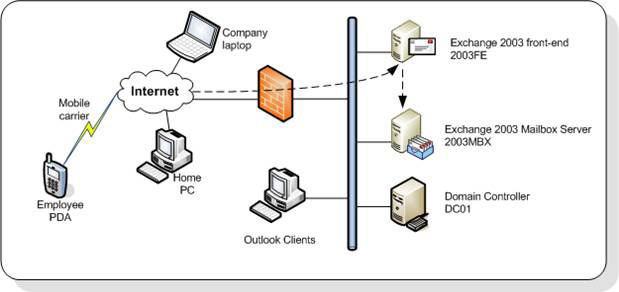 Company
laptop
Internet
Mobile
carrier
Employee
PDA
Home
PC
Outlook Clients
Exchange 2003 front-end
2003FE
Exchange 2003 Mailbox Server
2003MBX
Domain Controller
DC01